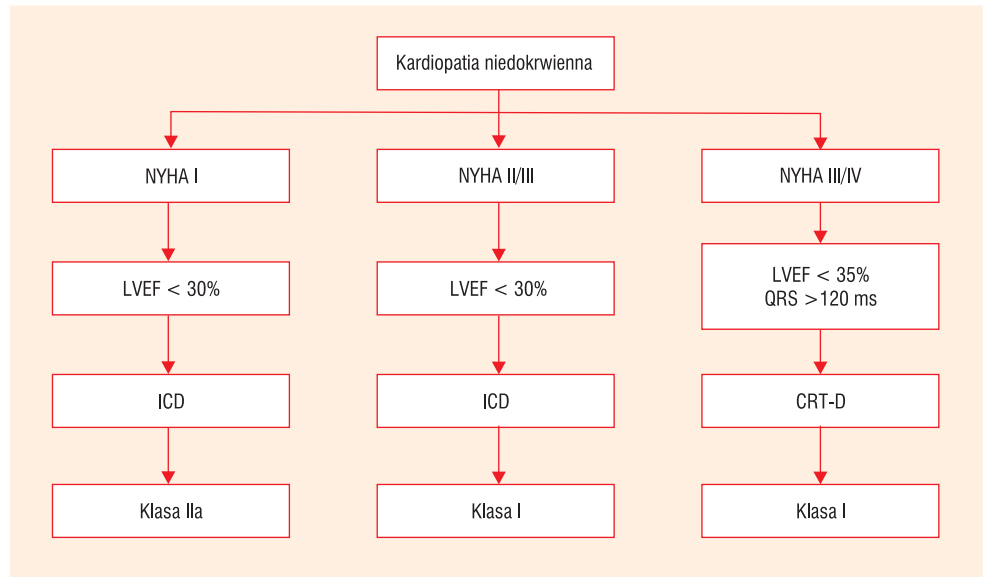 Kardiopatia niedokrwienna
NYHA I
NYHA II/III
NYHA III/IV
LVEF < 30%
LVEF < 30%
LVEF < 35%
QRS >120 ms
ICD
ICD
CRT-D
Klasa IIa
Klasa I
Klasa I